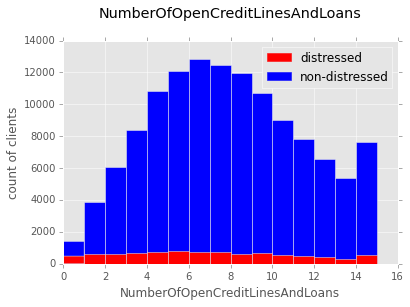 NumberOfOpenCreditLinesAndLoans
14000
12000
10000
8000
6000
4000
2000
0
count of clients
distressed
non-distressed
0 2 4 6 8 10 12 14 16
NumberOfOpenCreditLinesAndLoans